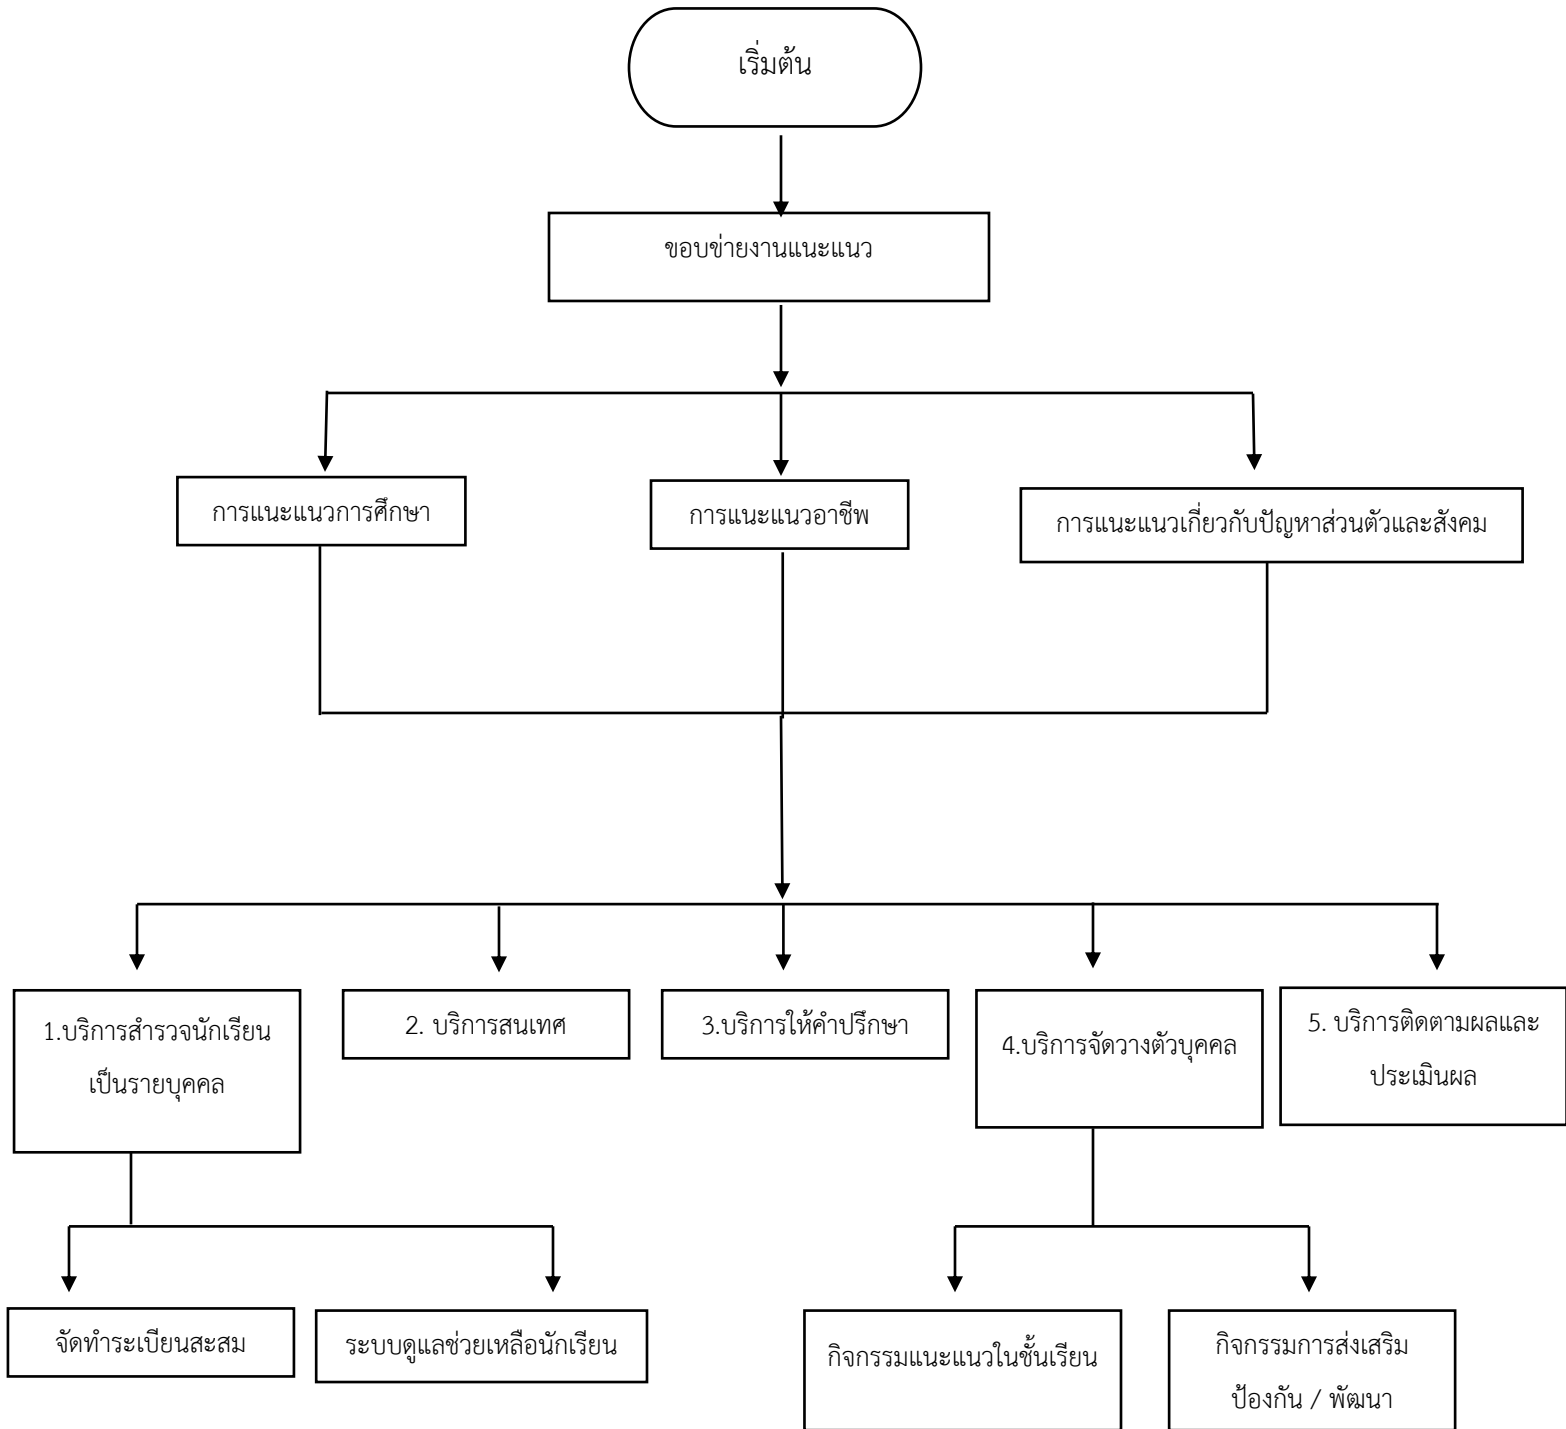 เริ่มต้น
ขอบข่ายงานแนะแนว
การแนะแนวการศึกษา
การแนะแนวอาชีพ
การแนะแนวเกี่ยวกับปัญหาส่วนตัวและสังคม
1.บริการสำรวจนักเรียน
เป็นรายบุคคล
2. บริการสนเทศ
3.บริการให้คำปรึกษา
4.บริการจัดวางตัวบุคคล
5. บริการติดตามผลและ
ประเมินผล
จัดทำระเบียนสะสม
ระบบดูแลช่วยเหลือนักเรียน
กิจกรรมแนะแนวในชั้นเรียน
กิจกรรมการส่งเสริม
ป้องกัน / พัฒนา